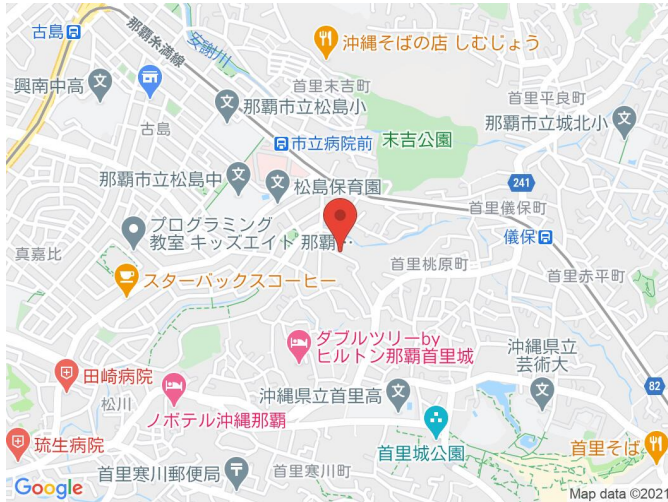 古島
那覇糸満線
安謝川
沖縄そばの店 しむじょう
興南中高
首里末吉町
首里平良町
那覇市立松島小
那覇市立城北小
古島
市立病院前
末吉公園
那覇市立松島中
松島保育園
241
首里儀保町
プログラミング
教室 キッズエイト 那覇…
儀保
真嘉比
首里桃原町
首里赤平町
スターバックスコーヒー
ダブルツリーby
ヒルトン那覇首里城
沖縄県立
芸術大
田崎病院
82
松川
沖縄県立首里高
ノボテル沖縄那覇
琉生病院
首里城公園
首里そば
首里寒川郵便局
首里寒川町
Google
Map data ©2021